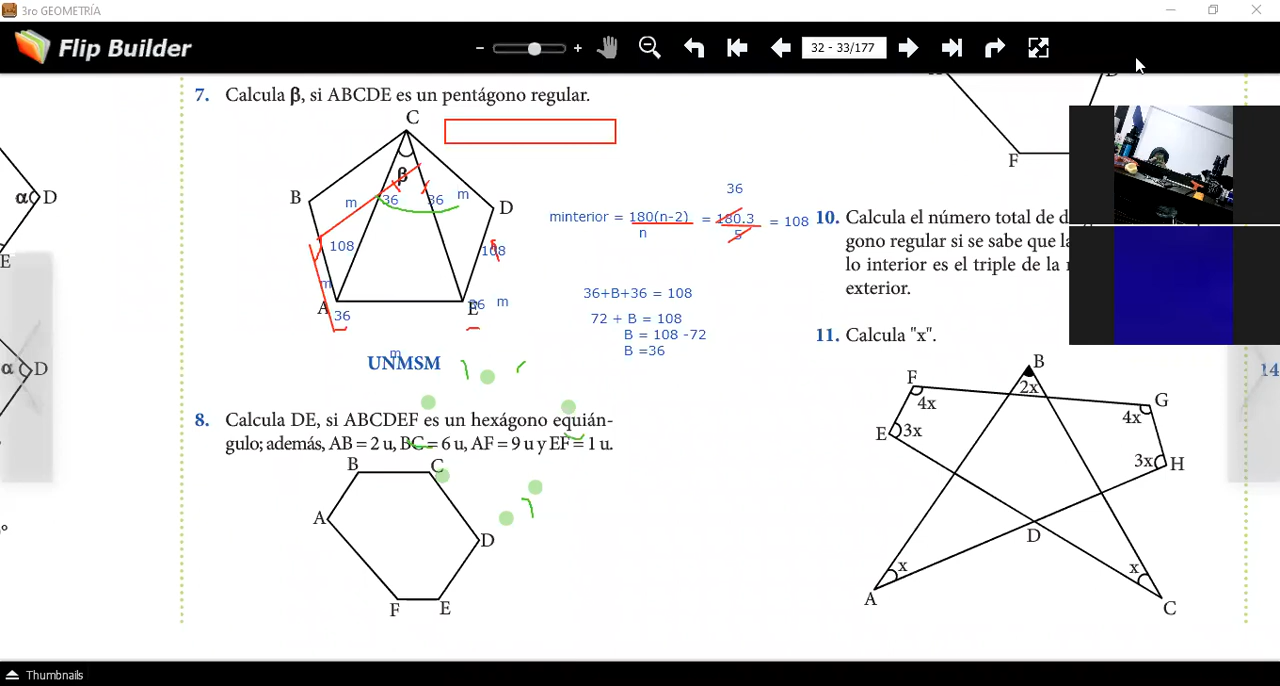 3ro GEOMETRÍA
Flip Builder
32 - 33/177
7. Calcula β, si ABCDE es un pentágono regular.
C
β
B
D
m
36
36
m
108
108
m
A
36
E
36
m
m
36
minterior = 180(n-2) = 180.3 = 108
n
5
36+B+36 = 108
72 + B = 108
B = 108 -72
B =36
UNMSM
8. Calcula DE, si ABCDEF es un hexágono equián-
gulo; además, AB = 2 u, BC = 6 u, AF = 9 u y EF = 1 u.
B
C
A
D
F
E
α D
E
α D
F
10. Calcula el número total de d
gono regular si se sabe que la
lo interior es el triple de la
exterior.
11. Calcula "x".
B
2x
F
4x
G
4x
E
3x
3x
H
D
x
x
A
C
14
Thumbnails